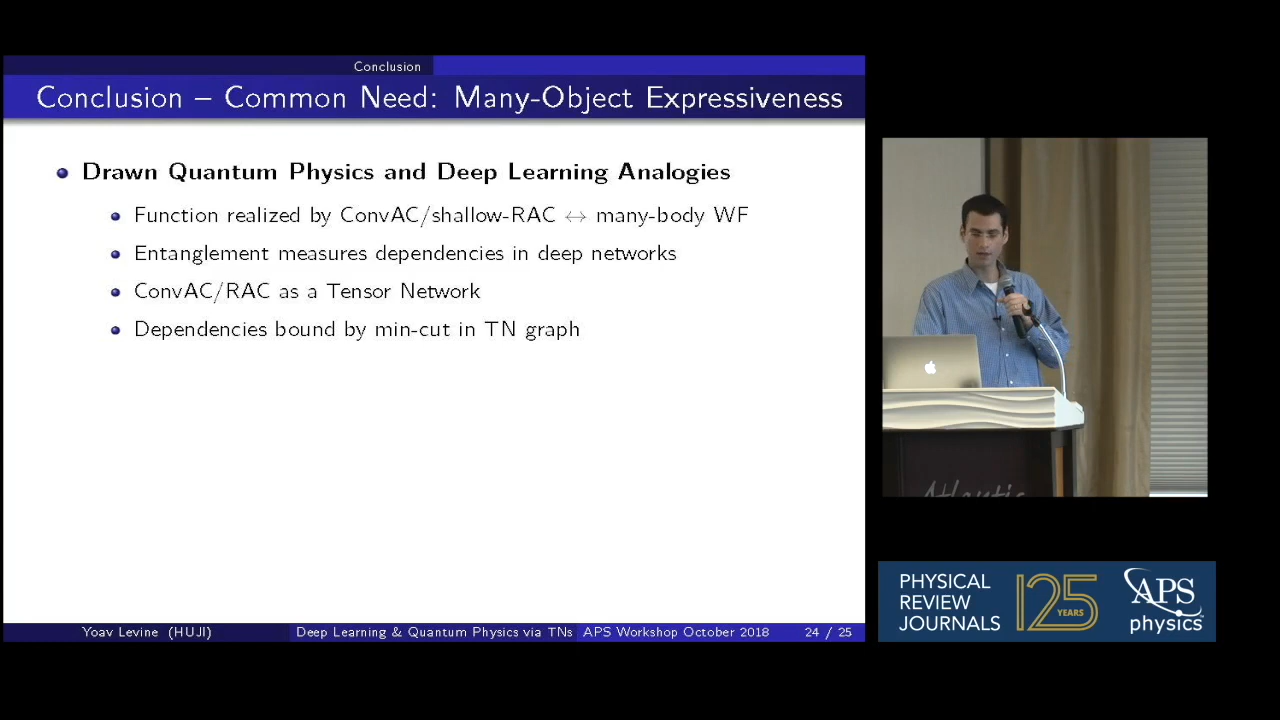 Conclusion
Conclusion – Common Need: Many-Object Expressiveness
Drawn Quantum Physics and Deep Learning Analogies
Function realized by ConvAC/shallow-RAC ↔ many-body WF
Entanglement measures dependencies in deep networks
ConvAC/RAC as a Tensor Network
Dependencies bound by min-cut in TN graph
Yoav Levine (HUJI) Deep Learning & Quantum Physics via TNs APS Workshop October 2018 24 / 25
Atlantic
PHYSICAL
REVIEW
JOURNALS
125
YEARS
APS
physics